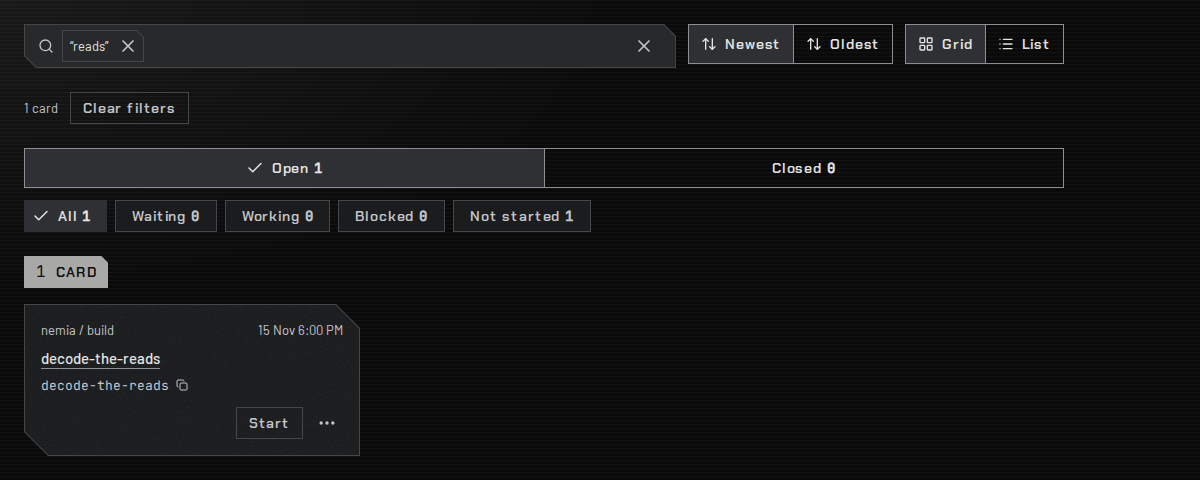 "reads"
Newest
Oldest
Grid
List
1 card
Clear filters
Open 1
Closed 0
All 1
Waiting 0
Working 0
Blocked 0
Not started 1
1 CARD
nemia / build
15 Nov 6:00 PM
decode-the-reads
decode-the-reads
Start